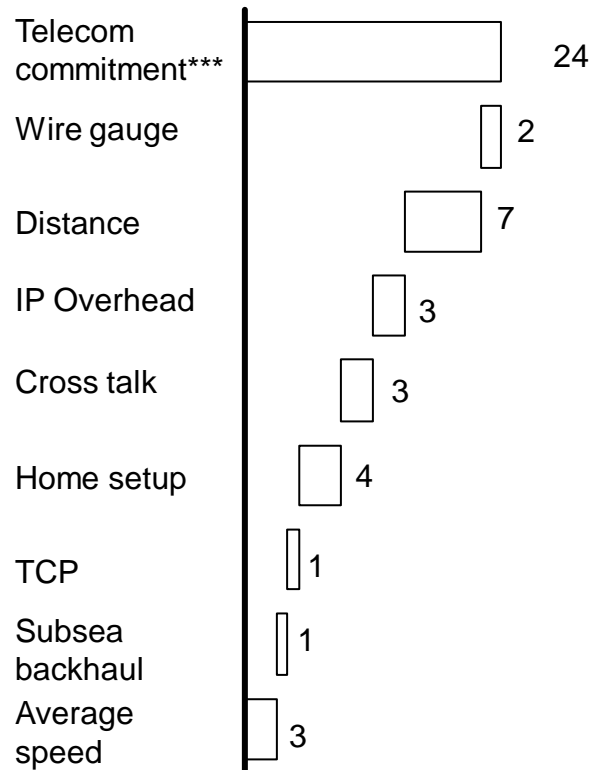 Telecom
commitment***
24
Wire gauge
2
Distance
7
IP Overhead
3
Cross talk
3
Home setup
4
TCP
1
Subsea
backhaul
1
Average
speed
3